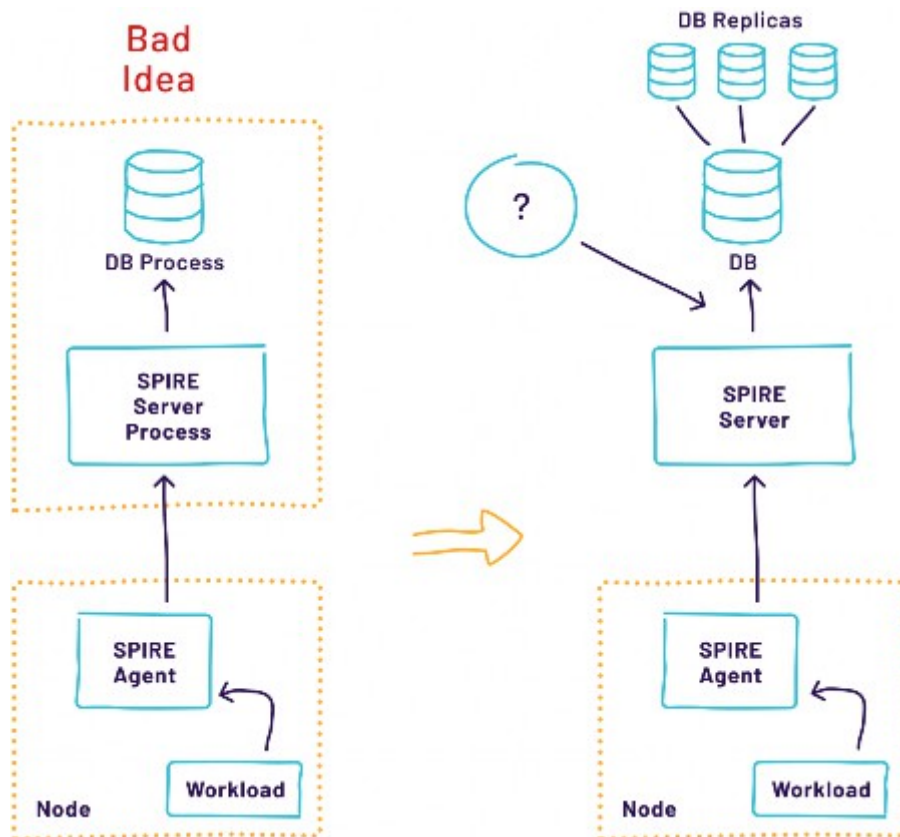 Bad
Idea
DB Process
SPIRE
Server
Process
SPIRE
Agent
Workload
Node
DB Replicas
?
DB
SPIRE
Server
SPIRE
Agent
Workload
Node